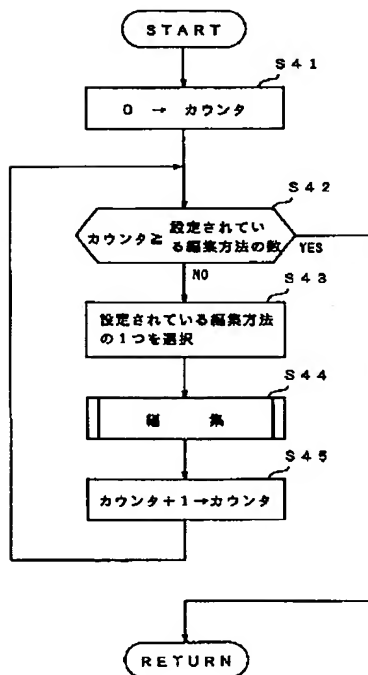 START
S41
0 → カウンタ
S42
カウンタ≧ 設定されてい
る編集方法の数
YES
NO
S43
設定されている編集方法
の1つを選択
S44
編 集
S45
カウンタ+1→カウンタ
RETURN